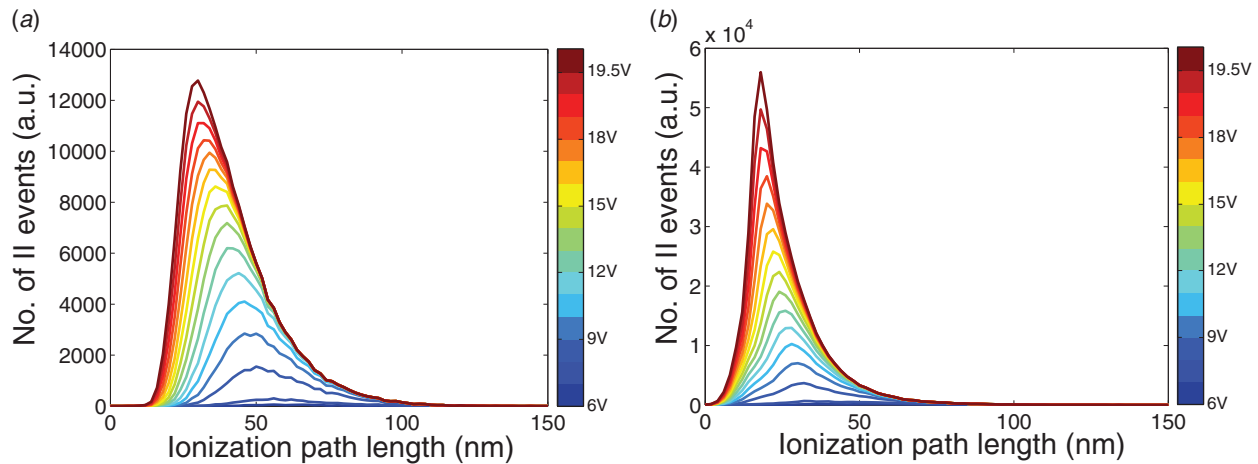 (a)
14000
12000
10000
8000
6000
4000
2000
0
No. of II events (a.u.)
0
50
100
150
Ionization path length (nm)
19.5V
18V
15V
12V
9V
6V
(b)
x 10⁴
6
5
4
3
2
1
0
No. of II events (a.u.)
0
50
100
150
Ionization path length (nm)
19.5V
18V
15V
12V
9V
6V